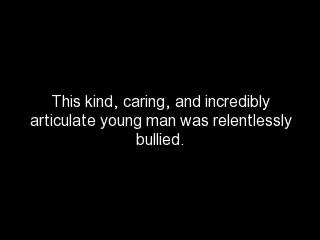 This kind, caring, and incredibly
articulate young man was relentlessly
bullied.